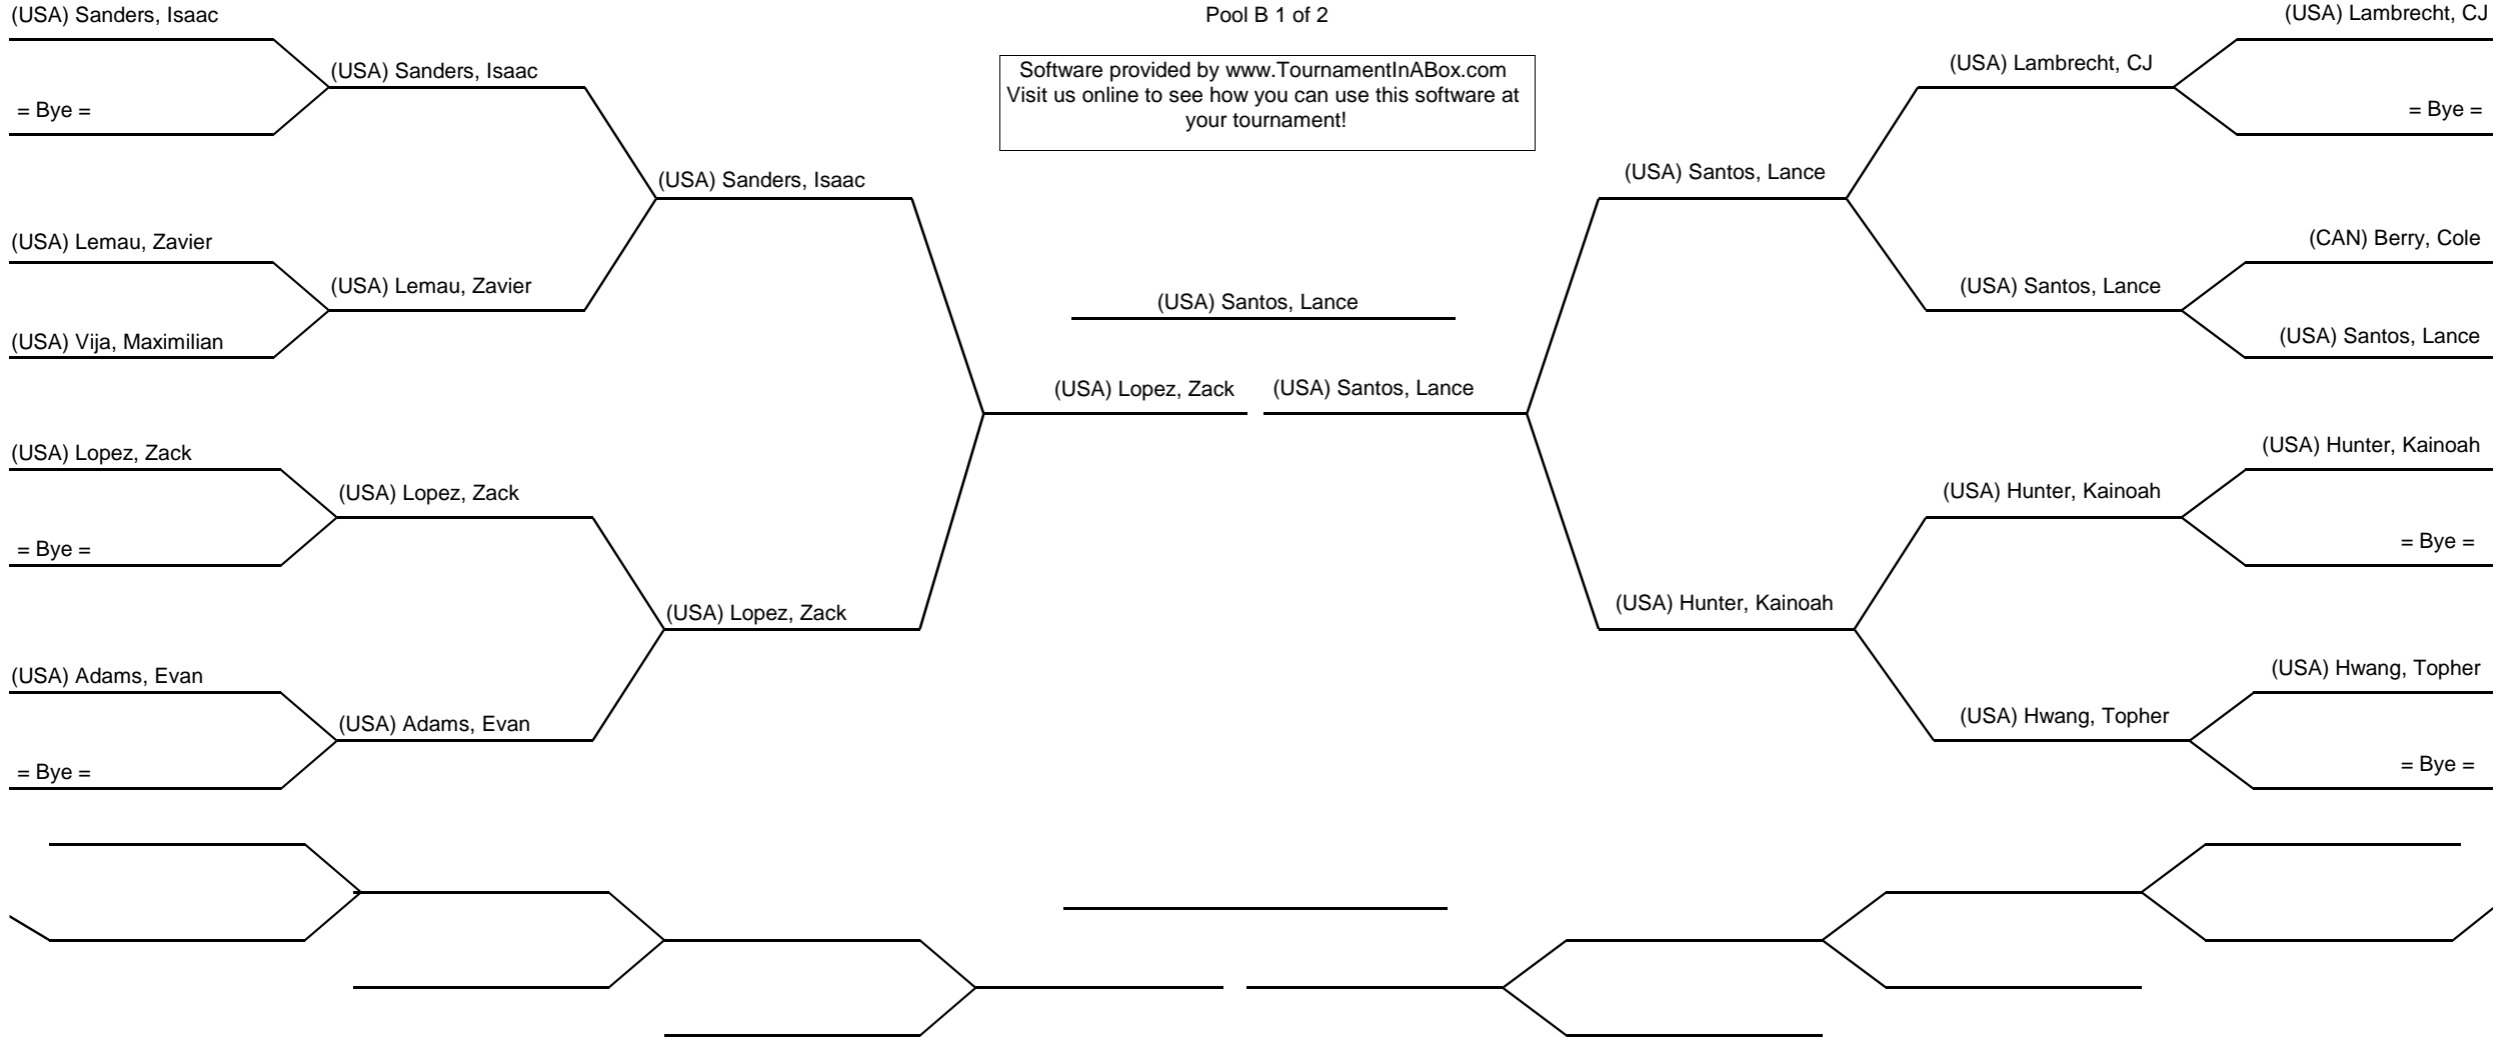 (USA) Sanders, Isaac
Pool B 1 of 2
(USA) Lambrecht, CJ
(USA) Sanders, Isaac
Software provided by www.TournamentInABox.com
Visit us online to see how you can use this software at
your tournament!
(USA) Lambrecht, CJ
= Bye =
= Bye =
(USA) Sanders, Isaac
(USA) Santos, Lance
(USA) Lemau, Zavier
(CAN) Berry, Cole
(USA) Lemau, Zavier
(USA) Santos, Lance
(USA) Santos, Lance
(USA) Vija, Maximilian
(USA) Santos, Lance
(USA) Lopez, Zack
(USA) Santos, Lance
(USA) Lopez, Zack
(USA) Hunter, Kainoah
(USA) Lopez, Zack
(USA) Hunter, Kainoah
= Bye =
= Bye =
(USA) Lopez, Zack
(USA) Hunter, Kainoah
(USA) Adams, Evan
(USA) Hwang, Topher
(USA) Adams, Evan
(USA) Hwang, Topher
= Bye =
= Bye =